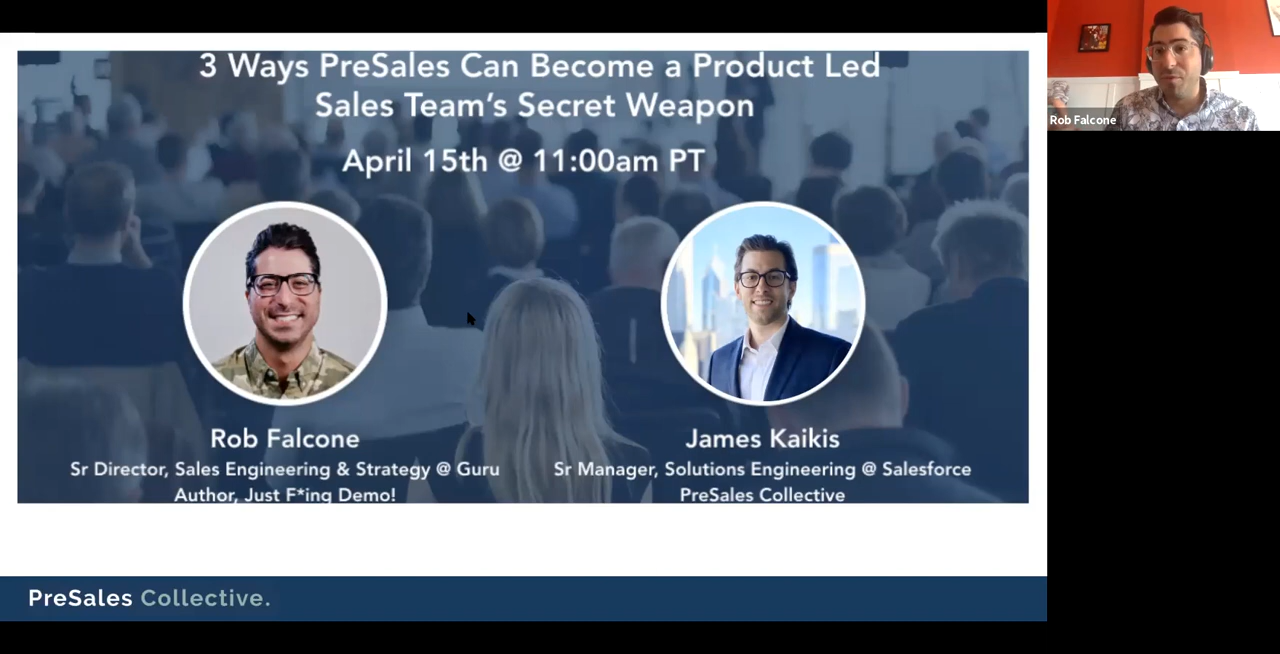 3 Ways PreSales Can Become a Product Led
Sales Team's Secret Weapon
April 15th @ 11:00am PT
Rob Falcone
Sr Director, Sales Engineering & Strategy @ Guru
Author, Just F*ing Demo!
James Kaikis
Sr Manager, Solutions Engineering @ Salesforce
PreSales Collective
PreSales Collective.
Rob Falcone